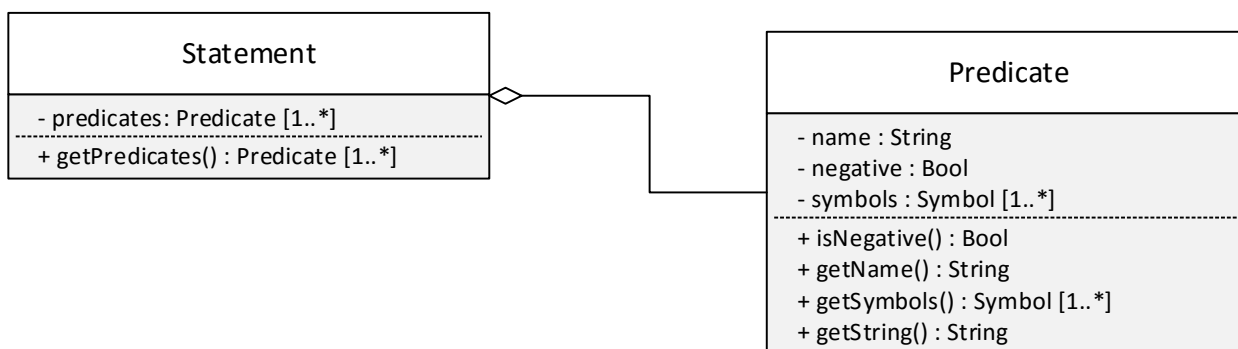 Statement
- predicates: Predicate [1..*]
+ getPredicates() : Predicate [1..*]
Predicate
- name : String
- negative : Bool
- symbols : Symbol [1..*]
+ isNegative() : Bool
+ getName() : String
+ getSymbols() : Symbol [1..*]
+ getString() : String